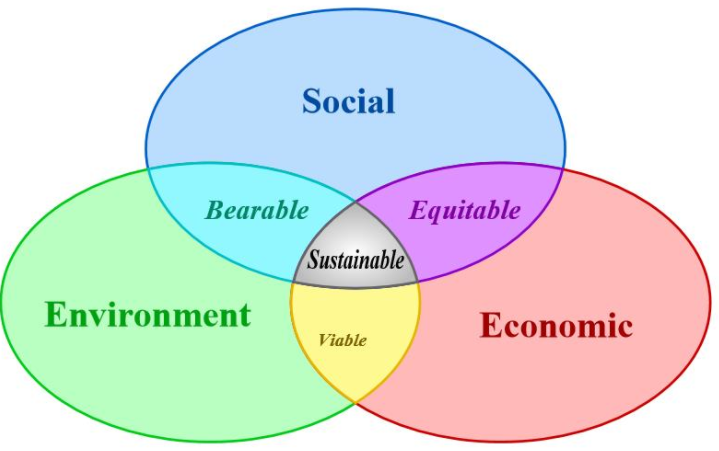 Social
Bearable
Equitable
Sustainable
Environment
Economic
Viable